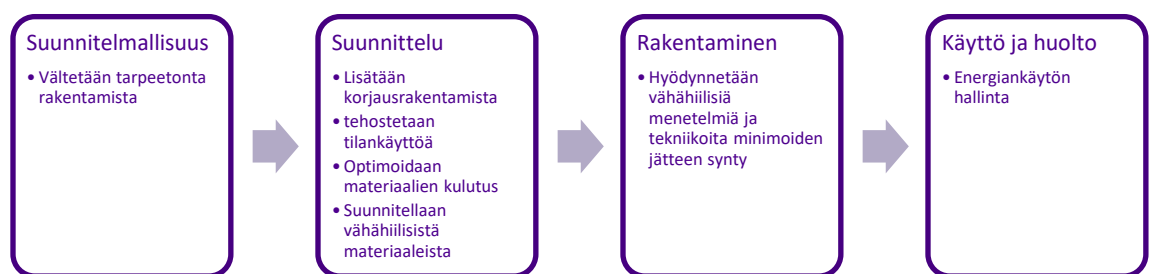 Suunnitelmallisuus
• Vältetään tarpeetonta
rakentamista
Suunnittelu
• Lisätään
korjausrakentamista
• tehostetaan
tilankäyttöä
• Optimoidaan
materiaalien kulutus
• Suunnitellaan
vähähiilisistä
materiaaleista
Rakentaminen
• Hyödynnetään
vähähiilisiä
menetelmiä ja
tekniikoita minimoiden
jätteen synty
Käyttö ja huolto
• Energiankäytön
hallinta